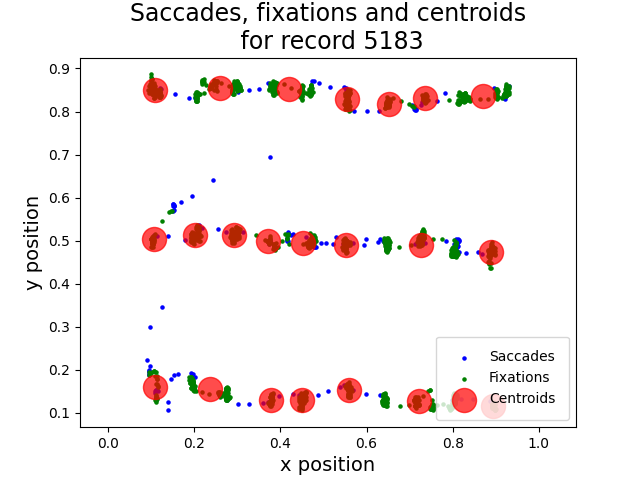 Saccades, fixations and centroids
for record 5183
0.9
0.8
0.7
0.6
0.5
0.4
0.3
0.2
0.1
y position
Saccades
Fixations
Centroids
0.0 0.2 0.4 0.6 0.8 1.0
x position